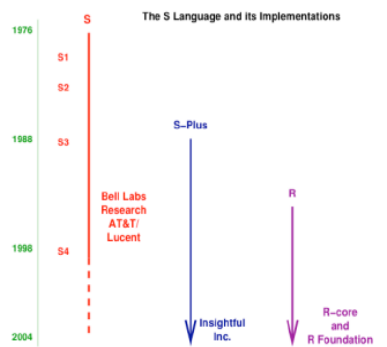 The S Language and its Implementations
S
1976
S1
S2
S−Plus
1988
S3
R
Bell Labs
Research
AT&T/
Lucent
1998
S4
Insightful
Inc.
R−core
and
R Foundation
2004